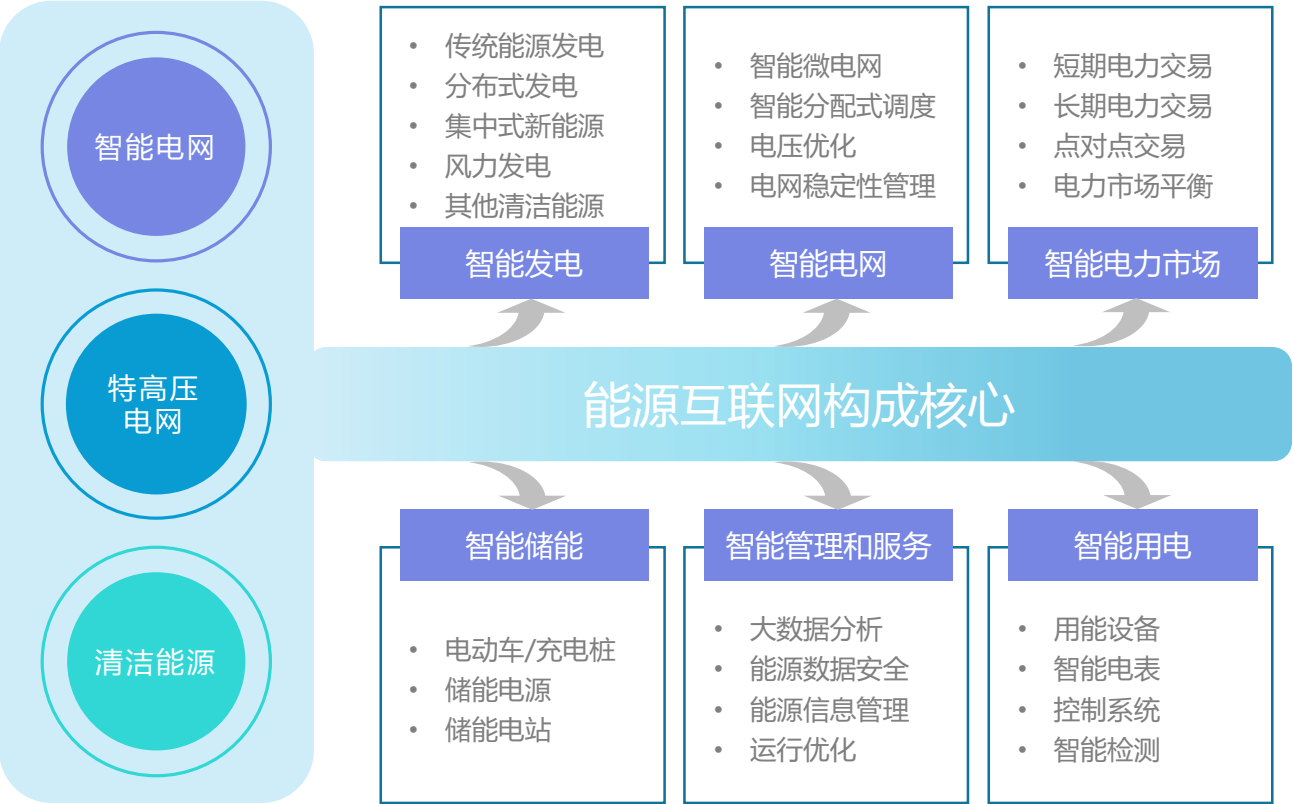 智能电网
特高压
电网
清洁能源
• 传统能源发电
• 分布式发电
• 集中式新能源
• 风力发电
• 其他清洁能源
智能发电
• 智能微电网
• 智能分配式调度
• 电压优化
• 电网稳定性管理
智能电网
• 短期电力交易
• 长期电力交易
• 点对点交易
• 电力市场平衡
智能电力市场
能源互联网构成核心
智能储能
• 电动车/充电桩
• 储能电源
• 储能电站
智能管理和服务
• 大数据分析
• 能源数据安全
• 能源信息管理
• 运行优化
智能用电
• 用能设备
• 智能电表
• 控制系统
• 智能检测